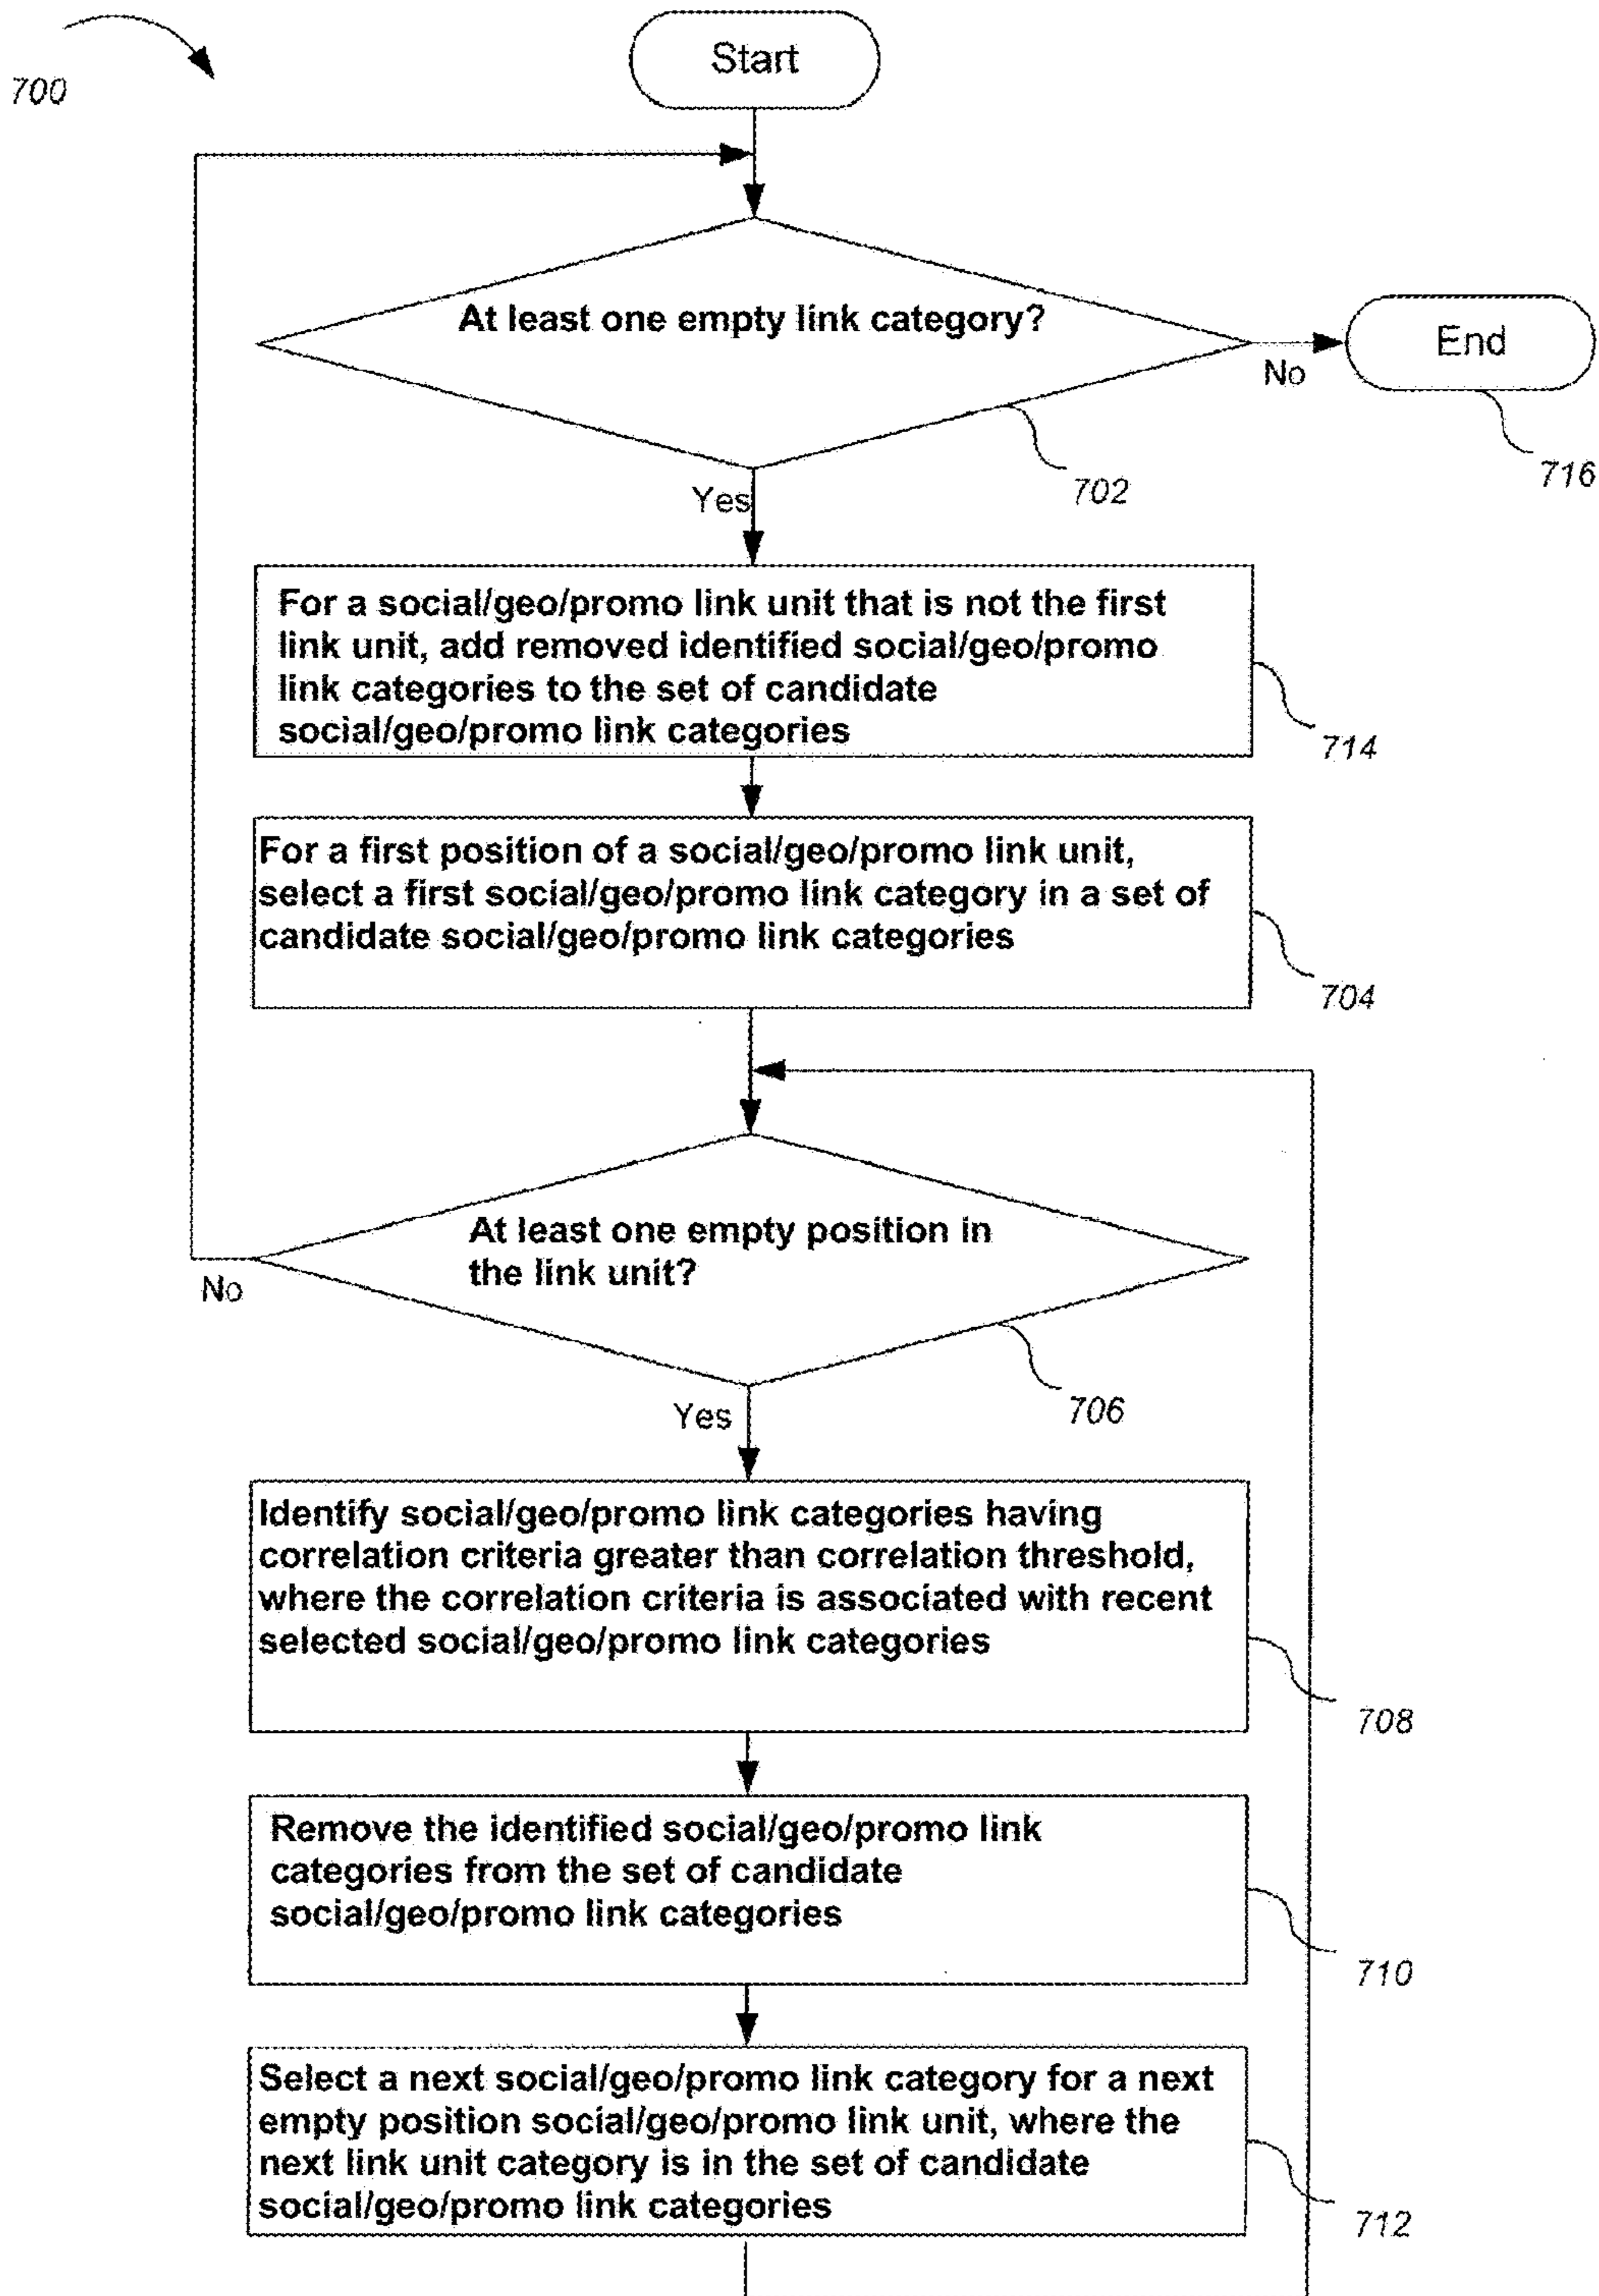 700
Start
At least one empty link category?
No
End
702
716
Yes
For a social/geo/promo link unit that is not the first
link unit, add removed identified social/geo/promo
link categories to the set of candidate
social/geo/promo link categories
714
For a first position of a social/geo/promo link unit,
select a first social/geo/promo link category in a set of
candidate social/geo/promo link categories
704
At least one empty position in
the link unit?
No
706
Yes
Identify social/geo/promo link categories having
correlation criteria greater than correlation threshold,
where the correlation criteria is associated with recent
selected social/geo/promo link categories
708
Remove the identified social/geo/promo link
categories from the set of candidate
social/geo/promo link categories
710
Select a next social/geo/promo link category for a next
empty position social/geo/promo link unit, where the
next link unit category is in the set of candidate
social/geo/promo link categories
712